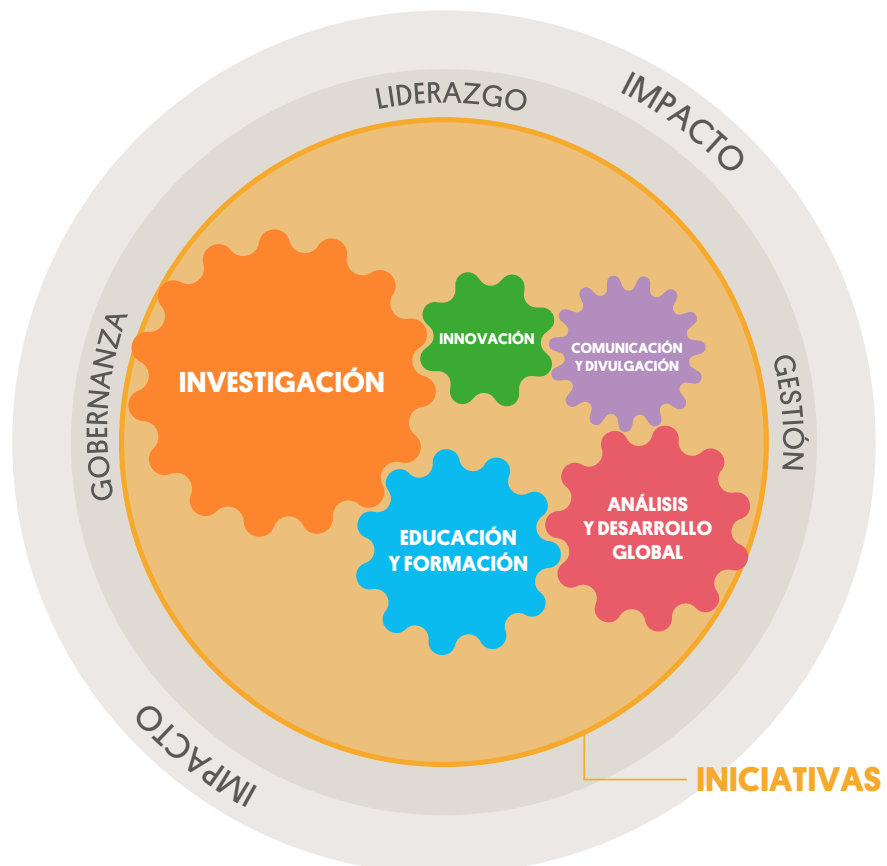 LIDERAZGO
IMPACTO
GOBERNANZA
GESTIÓN
INVESTIGACIÓN
INNOVACIÓN
COMUNICACIÓN
Y DIVULGACIÓN
EDUCACIÓN
Y FORMACIÓN
ANÁLISIS
Y DESARROLLO
GLOBAL
IMPACTO
INICIATIVAS